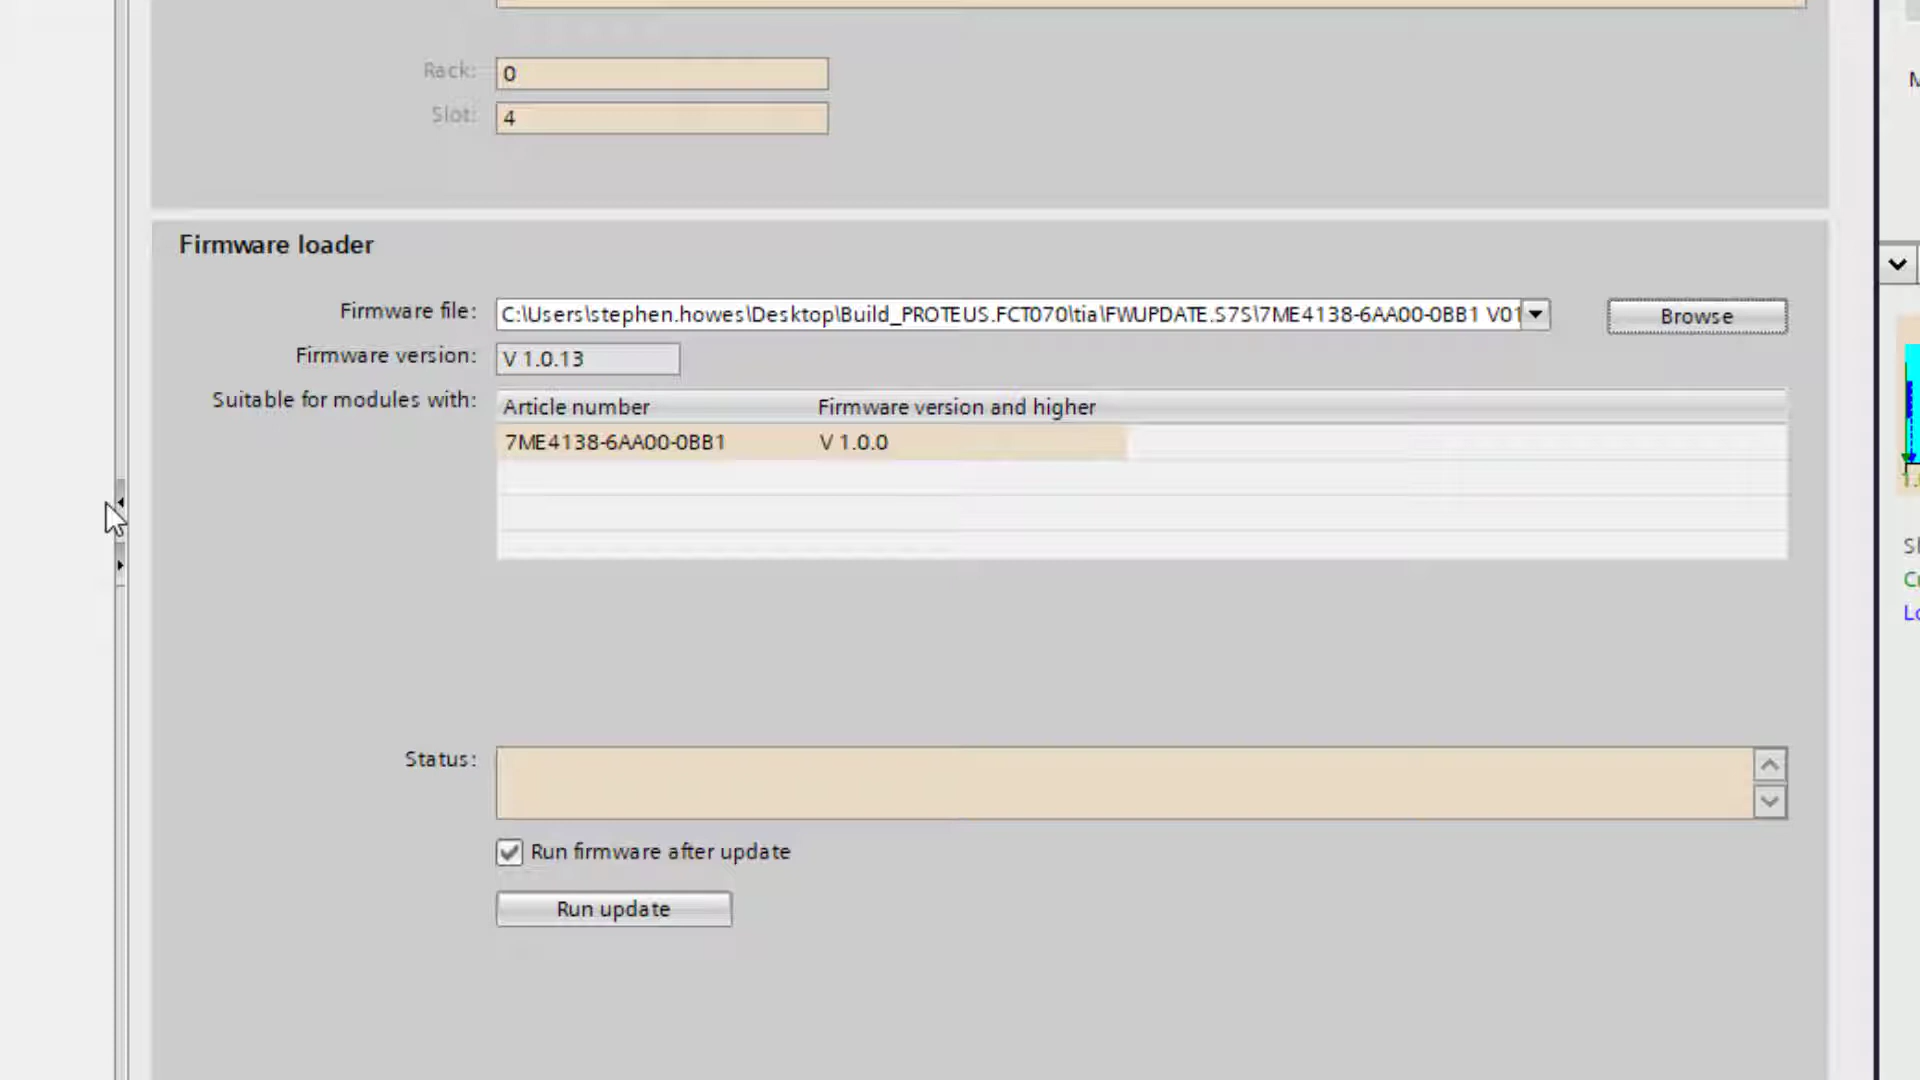 Rack: 0
Slot: 4
Firmware loader
Firmware file: C:\Users\stephen.howes\Desktop\Build_PROTEUS.FCT070\tia\FWUPDATE.S7S\7ME4138-6AA00-0BB1 V01 Browse
Firmware version: V 1.0.13
Suitable for modules with: Article number Firmware version and higher
7ME4138-6AA00-0BB1 V 1.0.0
Status:
Run firmware after update
Run update